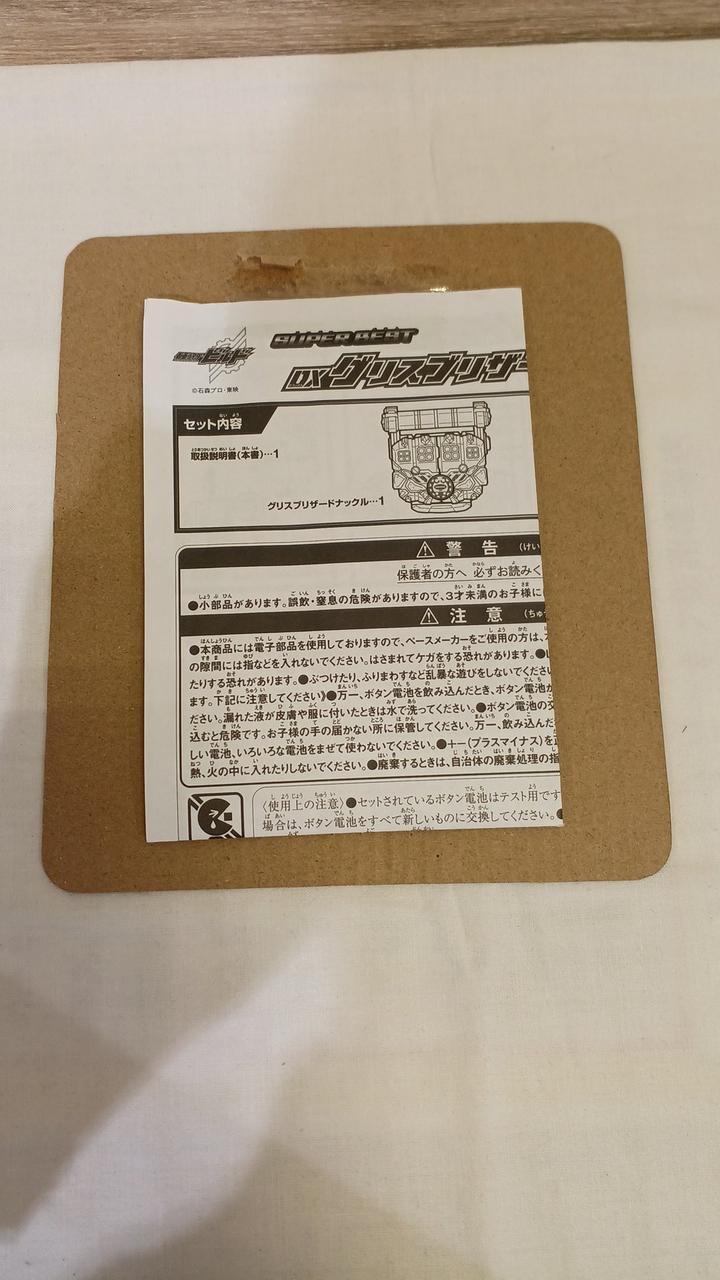 仮面ライダービルド
SUPER BEST
DXグリスブリザー
©石森プロ・東映
セット内容
取扱説明書(本書)…1
グリスブリザードナックル…1
警告
保護者の方へ 必ずお読みく
●小部品があります。誤飲・窒息の危険がありますので、3才未満のお子様に
注意
●本商品には電子部品を使用しておりますので、ペースメーカーをご使用の方は、
の隙間には指などを入れないでください。はさまれてケガをする恐れがあります。●
たりする恐れがあります。●ぶつけたり、ふりまわすなど乱暴な遊びをしないでくださ
ます。下記に注意してください》●万一、ボタン電池を飲み込んだとき、ボタン電池が
ださい。漏れた液が皮膚や服に付いたときは水で洗ってください。●ボタン電池の
込むと危険です。お子様の手の届かない所に保管してください。万一、飲み込んだ
しい電池、いろいろな電池をまぜて使わないでください。●＋－(プラスマイナス)を
熱、火の中に入れたりしないでください。●廃棄するときは、自治体の廃棄処理の指
〈使用上の注意〉●セットされているボタン電池はテスト用です
場合は、ボタン電池をすべて新しいものに交換してください。●